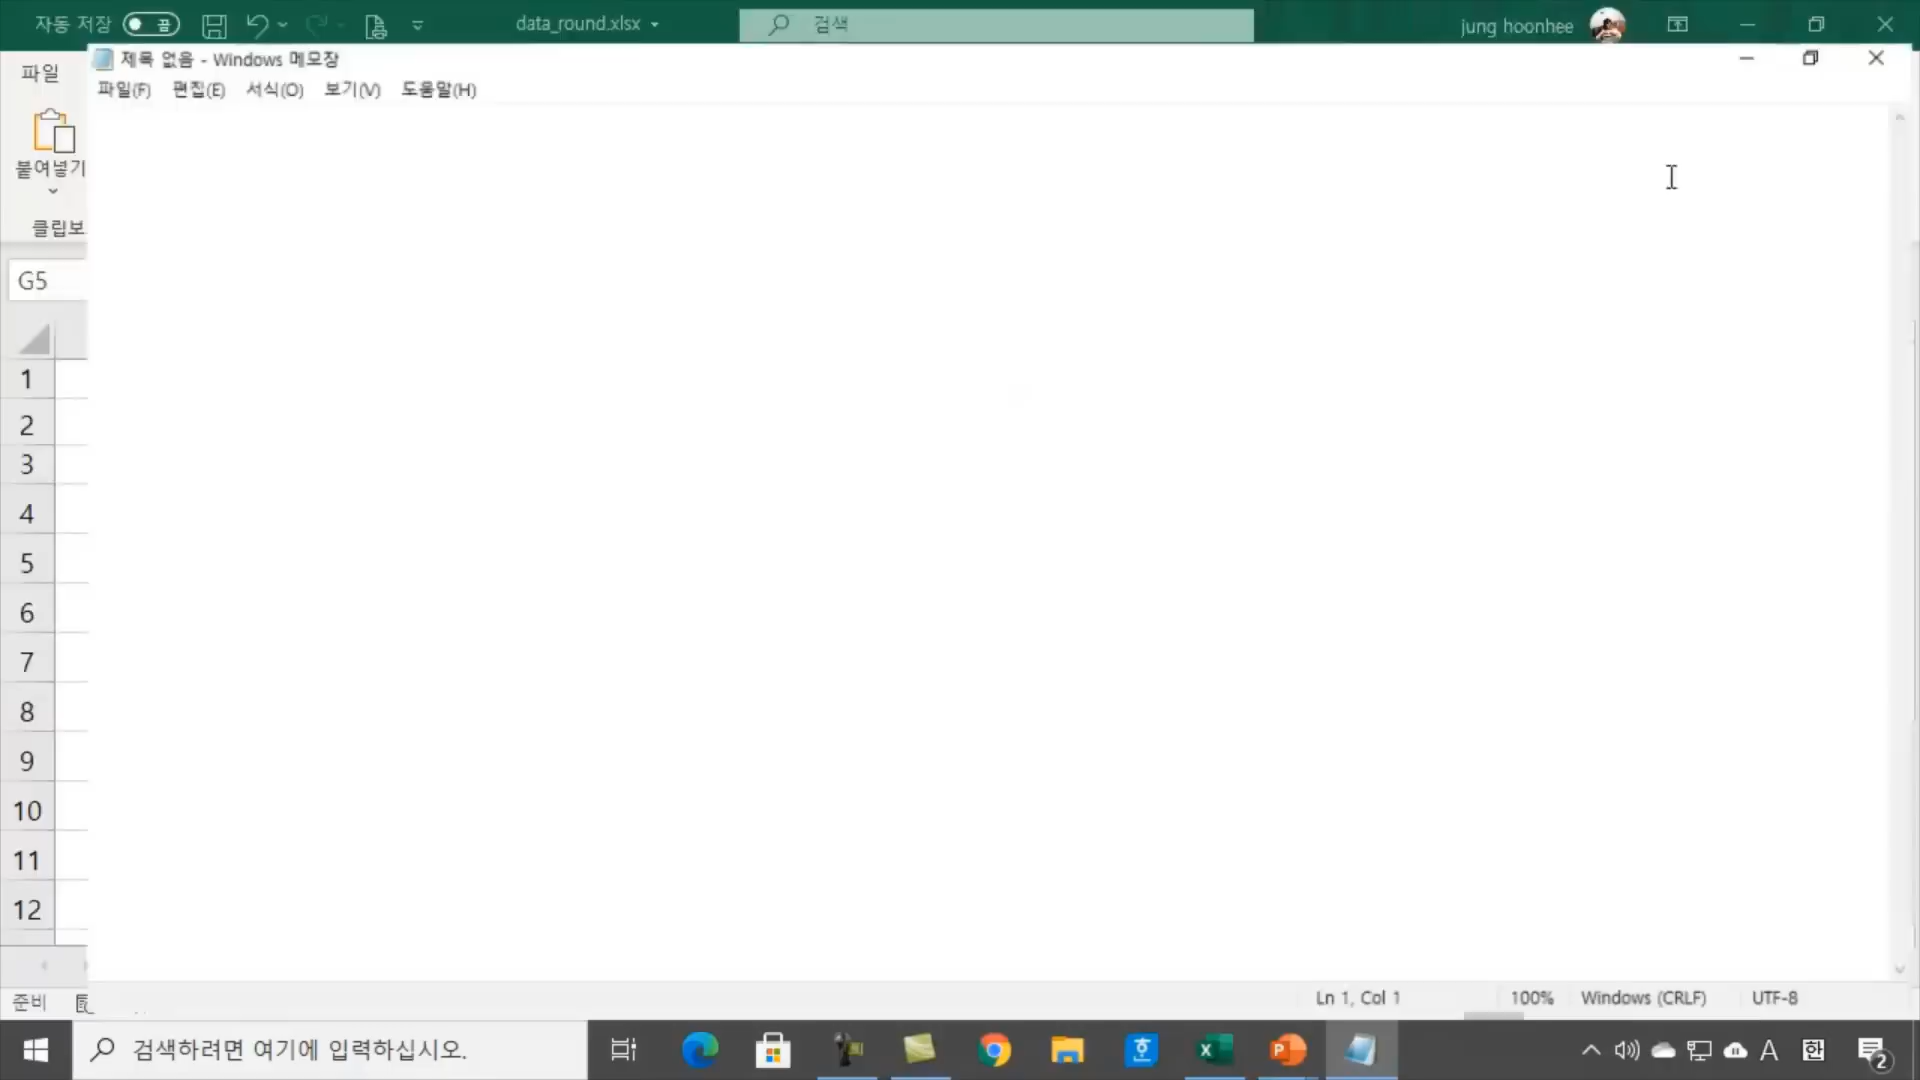 자동 저장 끔 data_round.xlsx 검색 jung hoonhee
제목 없음 - Windows 메모장
파일
파일(F) 편집(E) 서식(O) 보기(V) 도움말(H)
붙여넣기
클립보
G5
1
2
3
4
5
6
7
8
9
10
11
12
준비
Ln 1, Col 1 100% Windows (CRLF) UTF-8
검색하려면 여기에 입력하십시오.
A 한 2